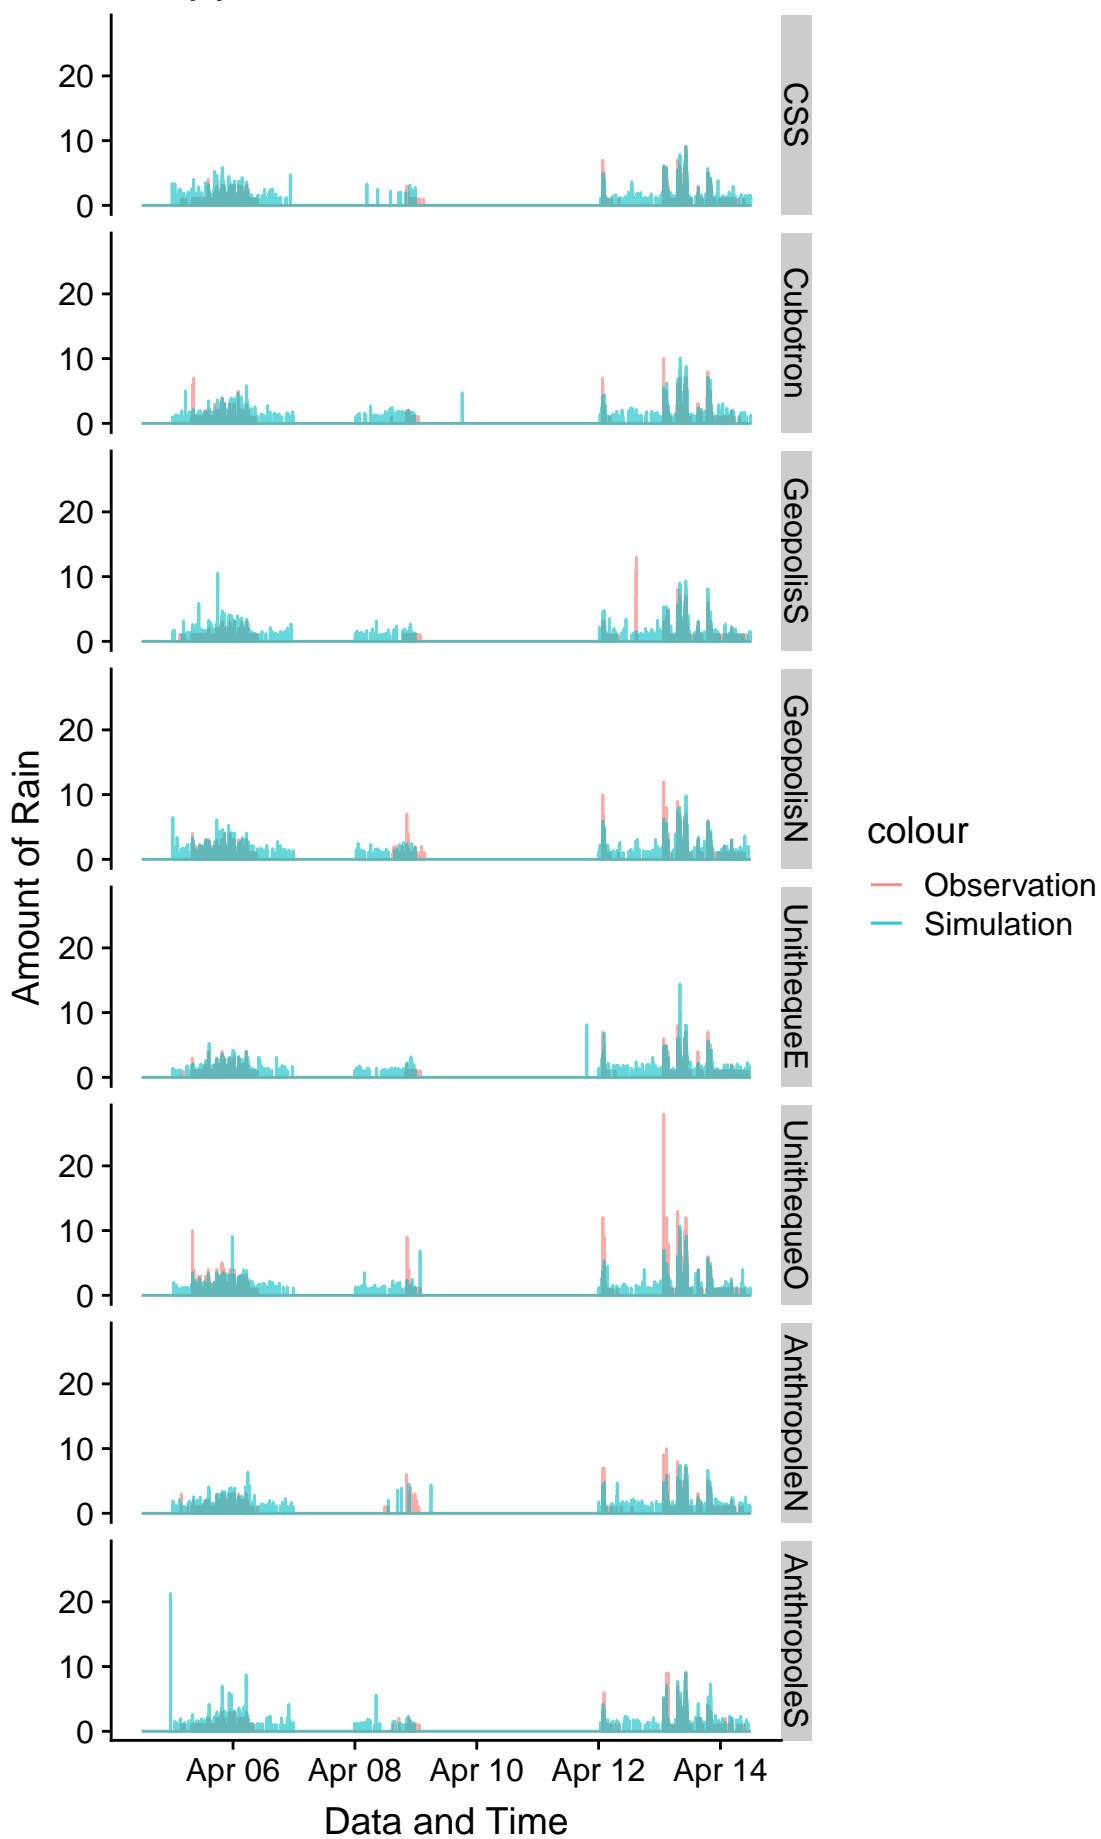 20
10
0
CSS
20
10
0
Cubotron
20
10
0
GeopolisS
20
10
0
GeopolisN
20
10
0
UnithequeE
20
10
0
UnithequeO
20
10
0
AnthropoleN
20
10
0
AnthropoleS
Amount of Rain
Apr 06 Apr 08 Apr 10 Apr 12 Apr 14
Data and Time
colour
Observation
Simulation